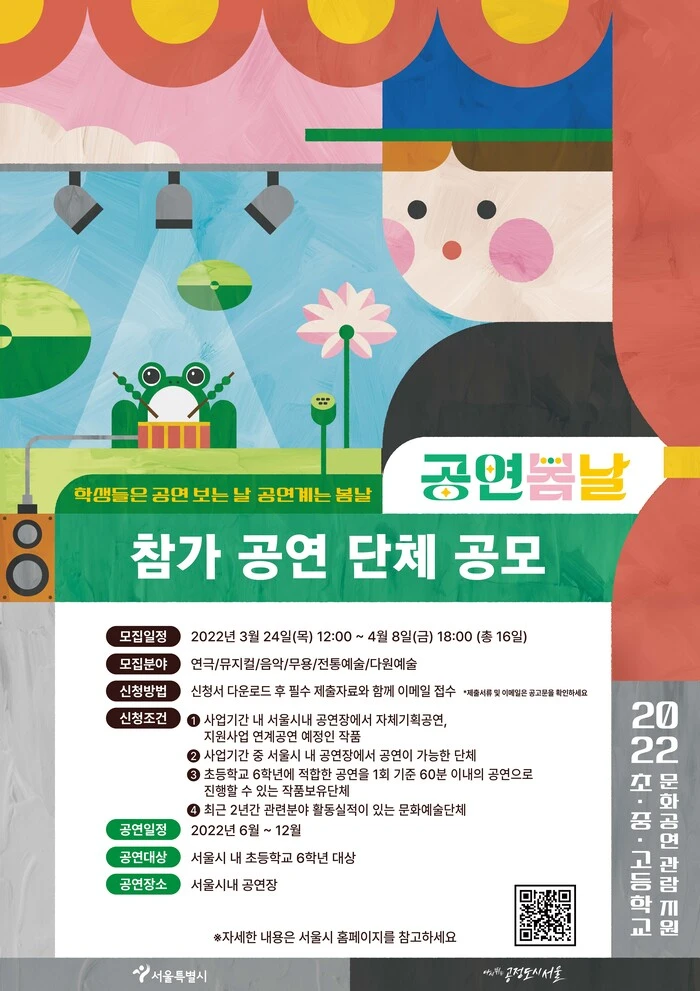 공연봄날
학생들은 공연 보는 날 공연계는 봄날
참가 공연 단체 공모
모집일정 2022년 3월 24일(목) 12:00 ~ 4월 8일(금) 18:00 (총 16일)
모집분야 연극/뮤지컬/음악/무용/전통예술/다원예술
신청방법 신청서 다운로드 후 필수 제출자료와 함께 이메일 접수 *제출서류 및 이메일은 공고문을 확인하세요
신청조건 ❶ 사업기간 내 서울시내 공연장에서 자체기획공연,
지원사업 연계공연 예정인 작품
❷ 사업기간 중 서울시 내 공연장에서 공연이 가능한 단체
❸ 초등학교 6학년에 적합한 공연을 1회 기준 60분 이내의 공연으로
진행할 수 있는 작품보유단체
❹ 최근 2년간 관련분야 활동실적이 있는 문화예술단체
공연일정 2022년 6월 ~ 12월
공연대상 서울시 내 초등학교 6학년 대상
공연장소 서울시내 공연장
※자세한 내용은 서울시 홈페이지를 참고하세요
2022
문화공연 관람 지원
초·중·고등학교
서울특별시
공정도시서울